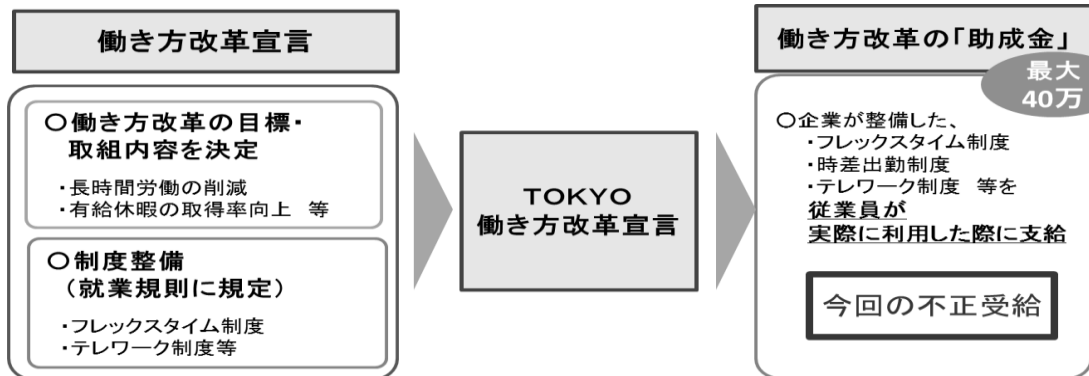 働き方改革宣言
〇働き方改革の目標・
取組内容を決定
・長時間労働の削減
・有給休暇の取得率向上 等
〇制度整備
（就業規則に規定）
・フレックスタイム制度
・テレワーク制度等
TOKYO
働き方改革宣言
働き方改革の「助成金」
最大
40万
〇企業が整備した、
・フレックスタイム制度
・時差出勤制度
・テレワーク制度 等を
従業員が
実際に利用した際に支給
今回の不正受給